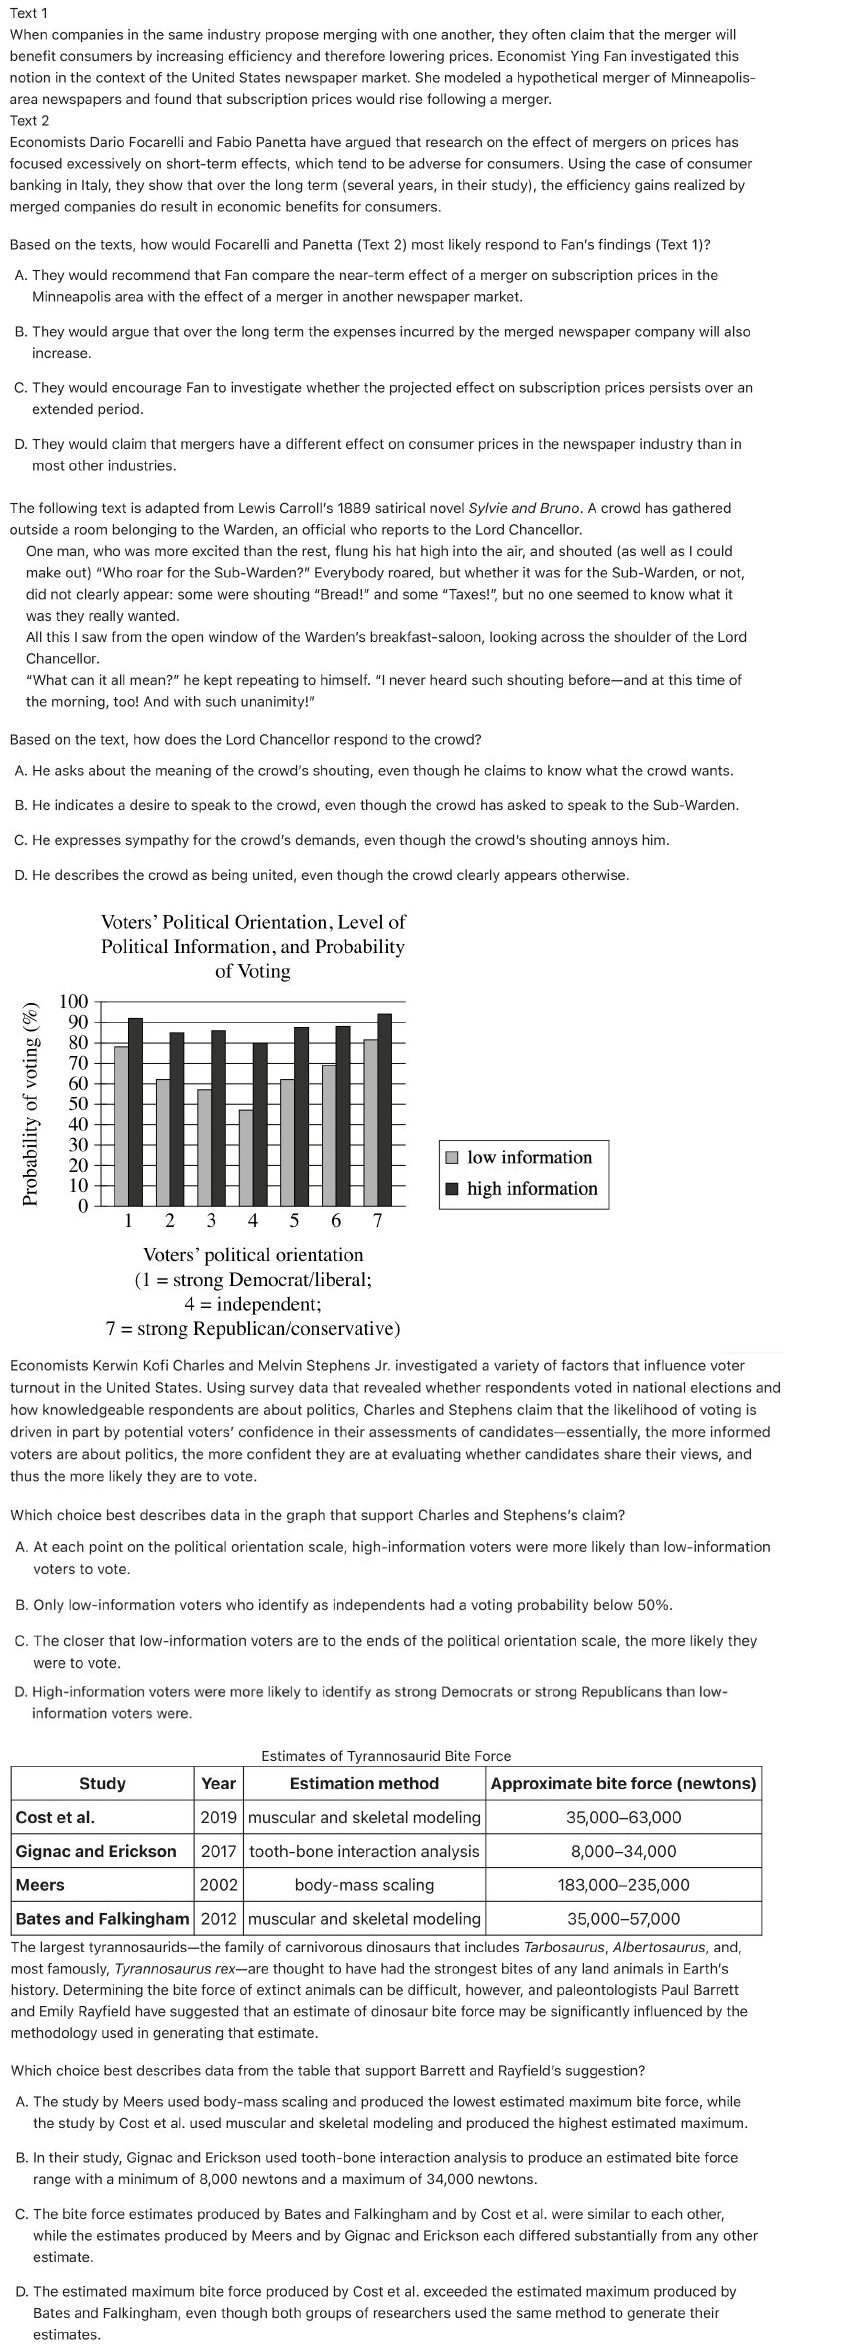 Text 1
When companies in the same industry propose merging with one another, they often claim that the merger will
benefit consumers by increasing efficiency and therefore lowering prices. Economist Ying Fan investigated this
notion in the context of the United States newspaper market. She modeled a hypothetical merger of Minneapolis-
area newspapers and found that subscription prices would rise following a merger.
Text 2
Economists Dario Focarelli and Fabio Panetta have argued that research on the effect of mergers on prices has
focused excessively on short-term effects, which tend to be adverse for consumers. Using the case of consumer
banking in Italy, they show that over the long term (several years, in their study), the efficiency gains realized by
merged companies do result in economic benefits for consumers.
Based on the texts, how would Focarelli and Panetta (Text 2) most likely respond to Fan's findings (Text 1)?
A. They would recommend that Fan compare the near-term effect of a merger on subscription prices in the
Minneapolis area with the effect of a merger in another newspaper market.
B. They would argue that over the long term the expenses incurred by the merged newspaper company will also
increase.
C. They would encourage Fan to investigate whether the projected effect on subscription prices persists over an
extended period.
D. They would claim that mergers have a different effect on consumer prices in the newspaper industry than in
most other industries.
The following text is adapted from Lewis Carroll's 1889 satirical novel Sylvie and Bruno. A crowd has gathered
outside a room belonging to the Warden, an official who reports to the Lord Chancellor.
One man, who was more excited than the rest, flung his hat high into the air, and shouted (as well as I could
make out) "Who roar for the Sub-Warden?" Everybody roared, but whether it was for the Sub-Warden, or not,
did not clearly appear: some were shouting "Bread!" and some "Taxes!", but no one seemed to know what it
was they really wanted.
All this I saw from the open window of the Warden's breakfast-saloon, looking across the shoulder of the Lord
Chancellor.
"What can it all mean?" he kept repeating to himself. "I never heard such shouting before—and at this time of
the morning, too! And with such unanimity!"
Based on the text, how does the Lord Chancellor respond to the crowd?
A. He asks about the meaning of the crowd's shouting, even though he claims to know what the crowd wants.
B. He indicates a desire to speak to the crowd, even though the crowd has asked to speak to the Sub-Warden.
C. He expresses sympathy for the crowd's demands, even though the crowd's shouting annoys him.
D. He describes the crowd as being united, even though the crowd clearly appears otherwise.
Voters' Political Orientation, Level of
Political Information, and Probability
of Voting
Probability of voting (%)
100
90
80
70
60
50
40
30
20
10
0
1 2 3 4 5 6 7
low information
high information
Voters' political orientation
(1 = strong Democrat/liberal;
4 = independent;
7 = strong Republican/conservative)
Economists Kerwin Kofi Charles and Melvin Stephens Jr. investigated a variety of factors that influence voter
turnout in the United States. Using survey data that revealed whether respondents voted in national elections and
how knowledgeable respondents are about politics, Charles and Stephens claim that the likelihood of voting is
driven in part by potential voters' confidence in their assessments of candidates—essentially, the more informed
voters are about politics, the more confident they are at evaluating whether candidates share their views, and
thus the more likely they are to vote.
Which choice best describes data in the graph that support Charles and Stephens's claim?
A. At each point on the political orientation scale, high-information voters were more likely than low-information
voters to vote.
B. Only low-information voters who identify as independents had a voting probability below 50%.
C. The closer that low-information voters are to the ends of the political orientation scale, the more likely they
were to vote.
D. High-information voters were more likely to identify as strong Democrats or strong Republicans than low-
information voters were.
Estimates of Tyrannosaurid Bite Force
Study Year Estimation method Approximate bite force (newtons)
Cost et al. 2019 muscular and skeletal modeling 35,000–63,000
Gignac and Erickson 2017 tooth-bone interaction analysis 8,000–34,000
Meers 2002 body-mass scaling 183,000–235,000
Bates and Falkingham 2012 muscular and skeletal modeling 35,000–57,000
The largest tyrannosaurids—the family of carnivorous dinosaurs that includes Tarbosaurus, Albertosaurus, and,
most famously, Tyrannosaurus rex—are thought to have had the strongest bites of any land animals in Earth's
history. Determining the bite force of extinct animals can be difficult, however, and paleontologists Paul Barrett
and Emily Rayfield have suggested that an estimate of dinosaur bite force may be significantly influenced by the
methodology used in generating that estimate.
Which choice best describes data from the table that support Barrett and Rayfield's suggestion?
A. The study by Meers used body-mass scaling and produced the lowest estimated maximum bite force, while
the study by Cost et al. used muscular and skeletal modeling and produced the highest estimated maximum.
B. In their study, Gignac and Erickson used tooth-bone interaction analysis to produce an estimated bite force
range with a minimum of 8,000 newtons and a maximum of 34,000 newtons.
C. The bite force estimates produced by Bates and Falkingham and by Cost et al. were similar to each other,
while the estimates produced by Meers and by Gignac and Erickson each differed substantially from any other
estimate.
D. The estimated maximum bite force produced by Cost et al. exceeded the estimated maximum produced by
Bates and Falkingham, even though both groups of researchers used the same method to generate their
estimates.